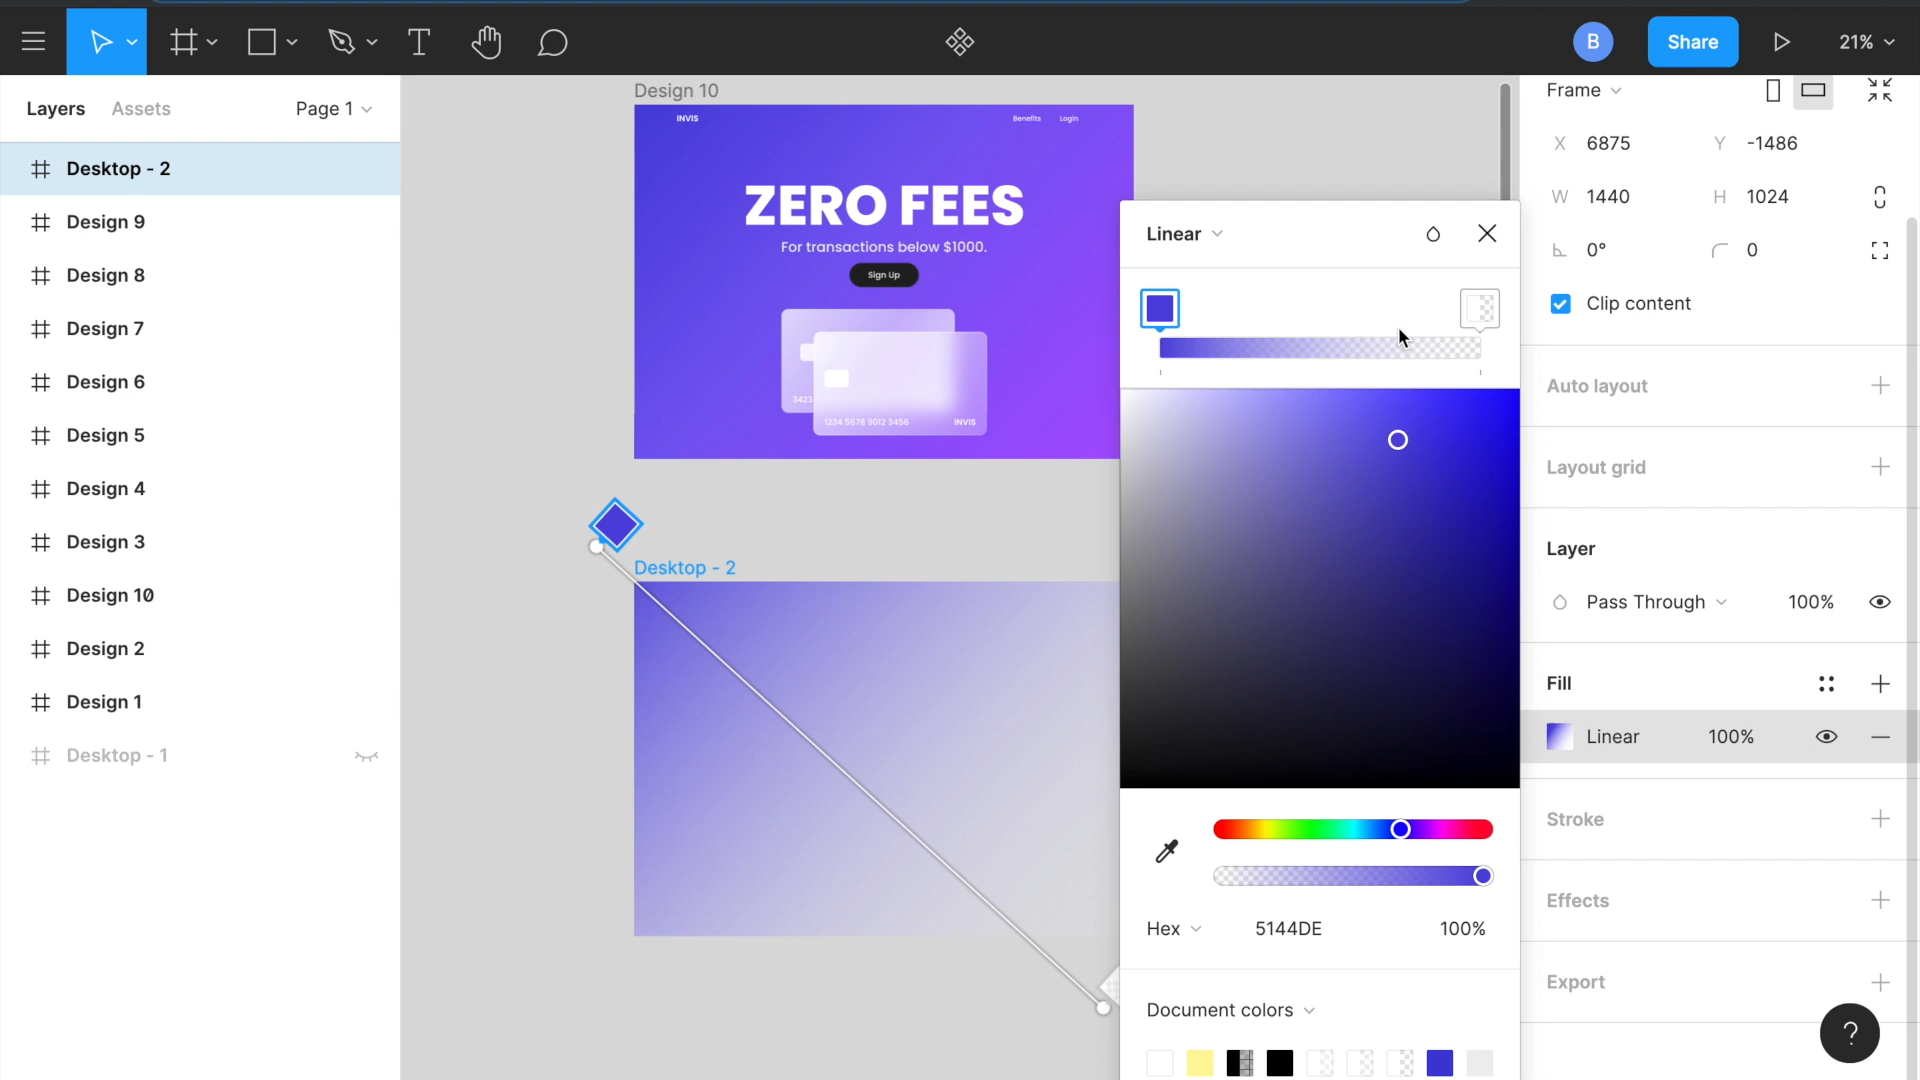 B
Share
21%
Layers
Assets
Page 1
Desktop - 2
Design 9
Design 8
Design 7
Design 6
Design 5
Design 4
Design 3
Design 10
Design 2
Design 1
Desktop - 1
Design 10
INVIS
Benefits
Login
ZERO FEES
For transactions below $1000.
Sign Up
3423
1234 5678 9012 3456
INVIS
Desktop - 2
Linear
Hex
5144DE
100%
Document colors
Frame
X 6875
Y -1486
W 1440
H 1024
0°
0
Clip content
Auto layout
Layout grid
Layer
Pass Through
100%
Fill
Linear
100%
Stroke
Effects
Export
?